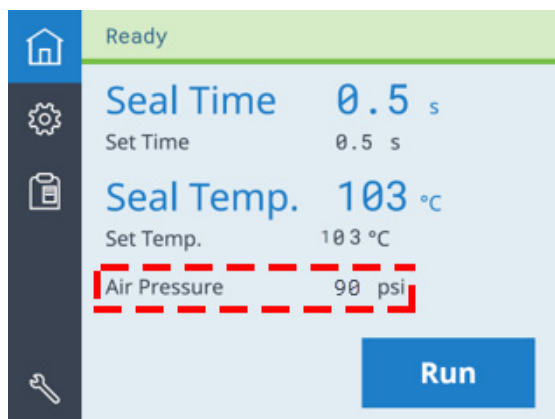 Ready
Seal Time 0.5 s
Set Time 0.5 s
Seal Temp. 103 °C
Set Temp. 103 °C
Air Pressure 90 psi
Run